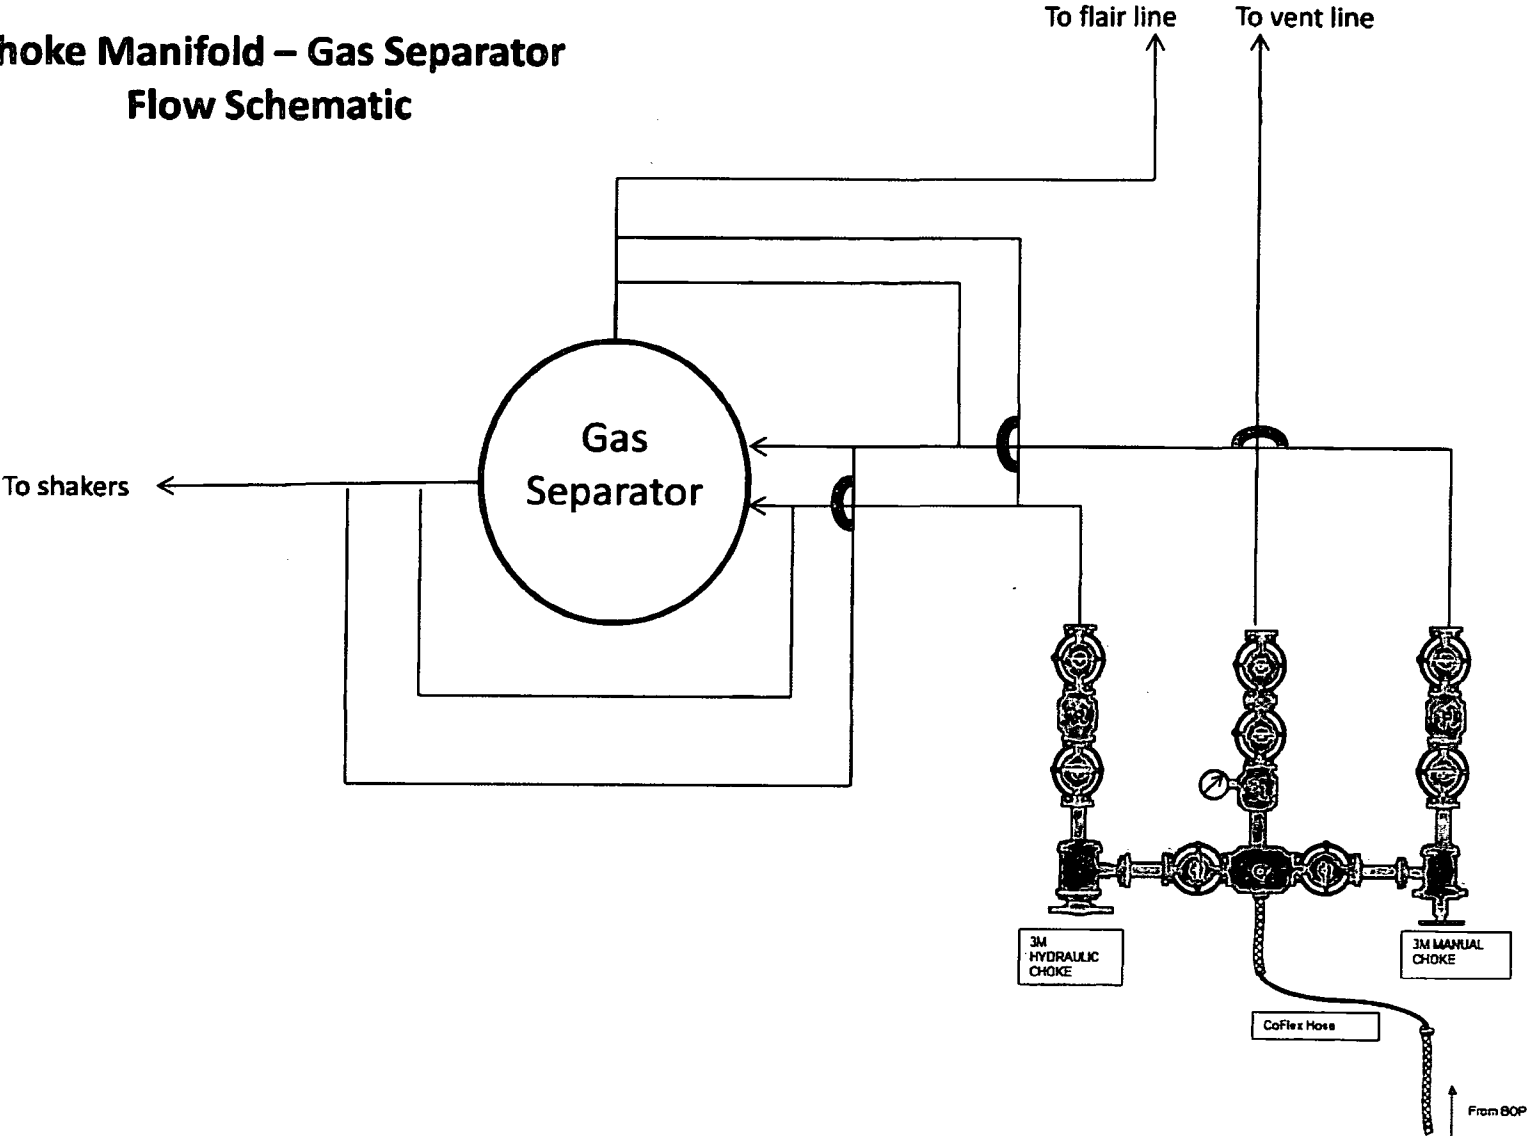 hoke Manifold – Gas Separator
Flow Schematic
To flair line
To vent line
Gas
Separator
To shakers
3M
HYDRAULIC
CHOKE
3M MANUAL
CHOKE
CoFlex Hose
From BOP